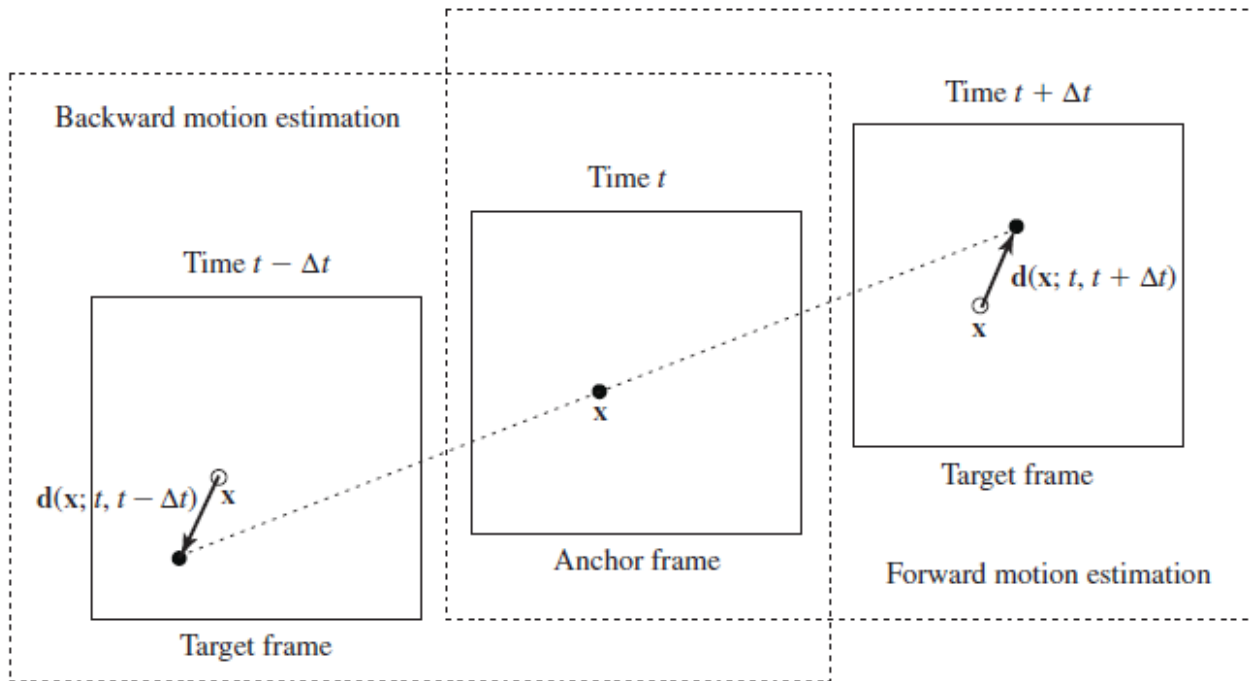 Backward motion estimation
Time t − Δt
d(x; t, t − Δt)
x
Target frame
Time t
x
Anchor frame
Time t + Δt
d(x; t, t + Δt)
x
Target frame
Forward motion estimation